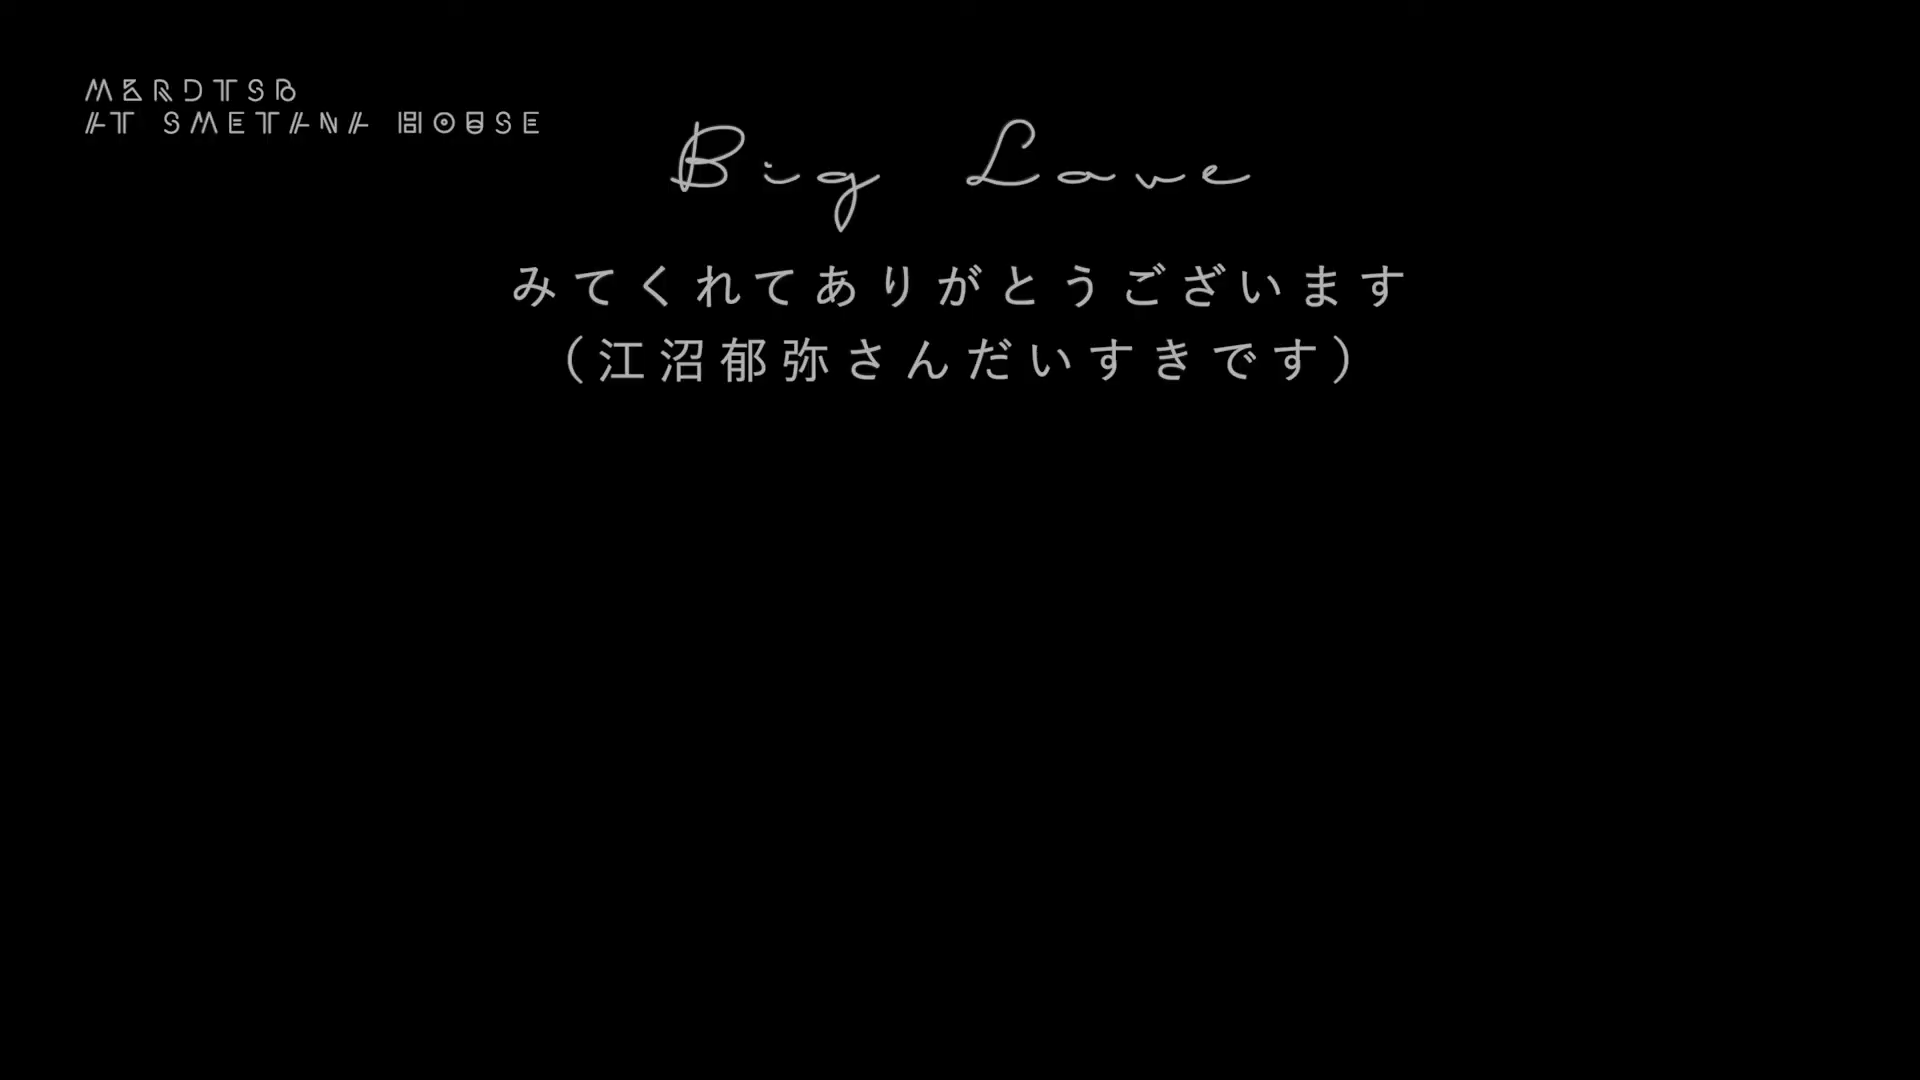 MERDTSB
AT SMETANA HOUSE
Big Love
みてくれてありがとうございます
(江沼郁弥さんだいすきです)